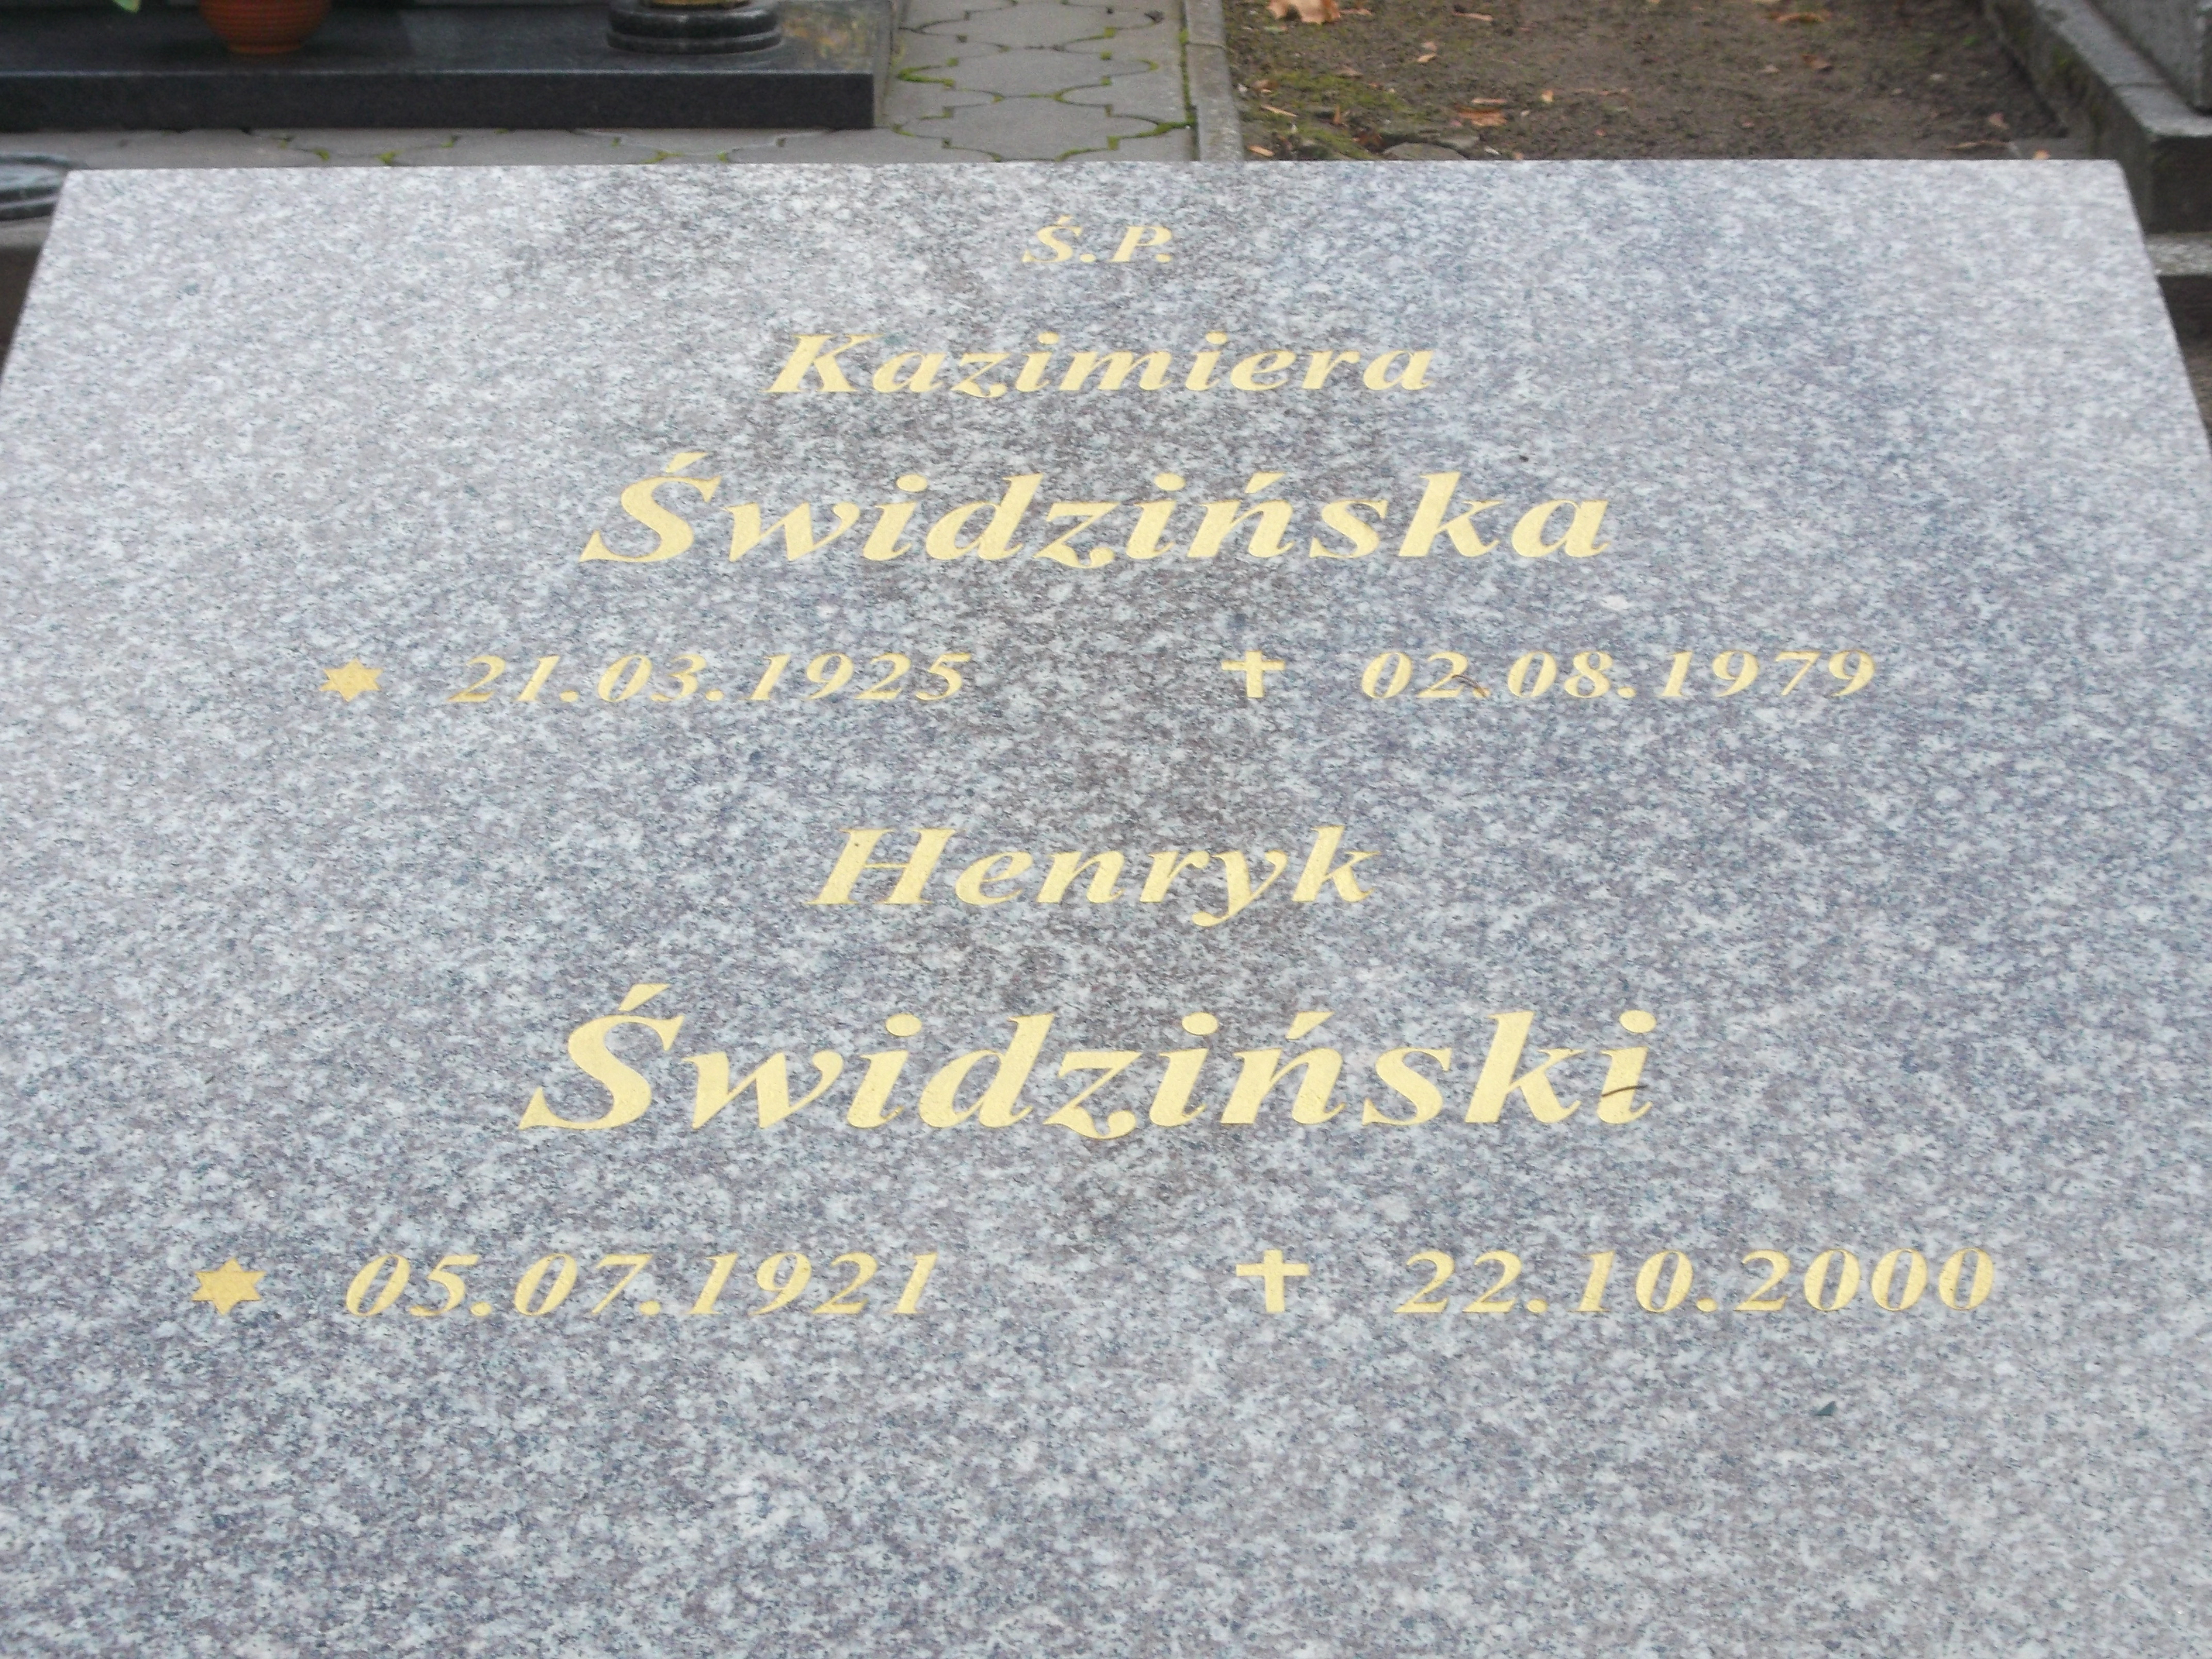 Ś.P.
Kazimiera
Świdzińska
✶ 21.03.1925 ✝ 02.08.1979
Henryk
Świdziński
✶ 05.07.1921 ✝ 22.10.2000